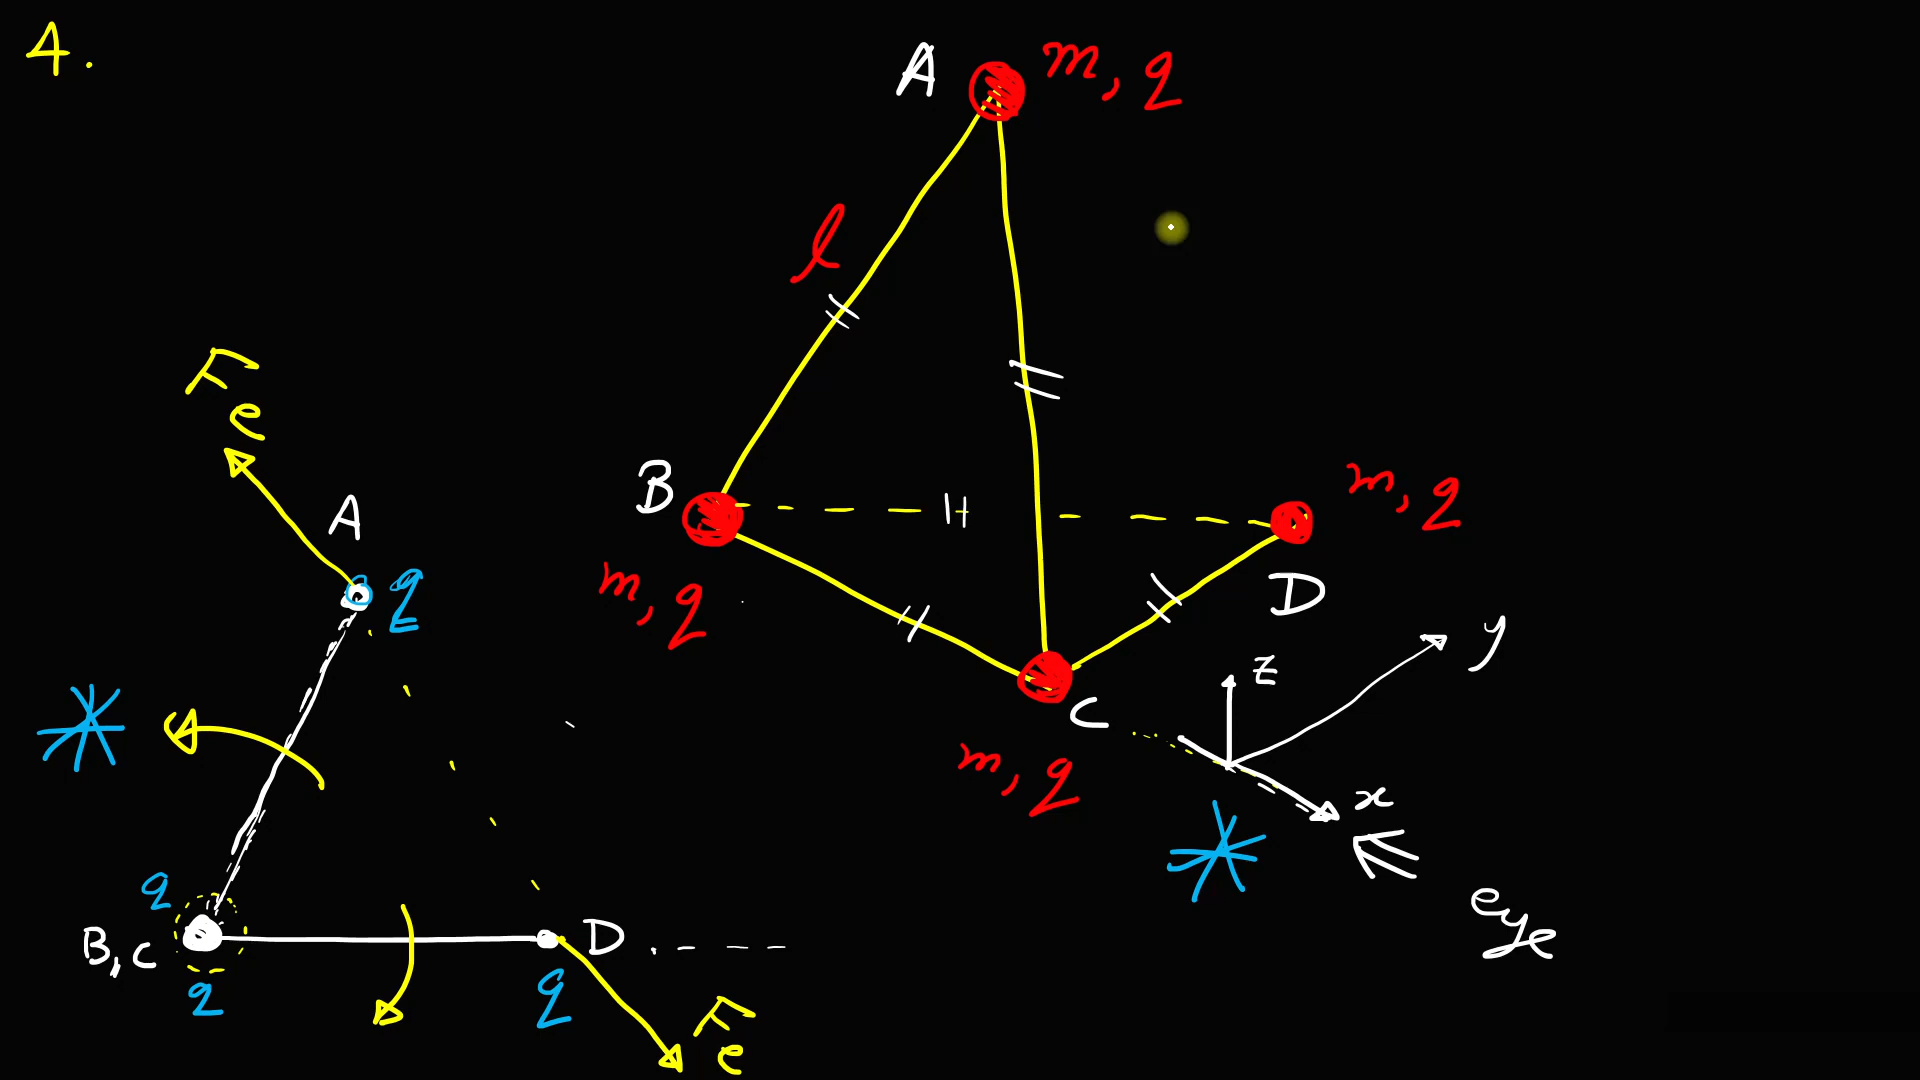 4.
A m, q
l
Fe
B m, q
A
q
m, q
D
y
z
C
m, q
x
q
B, C
D
eye
q
q
Fe